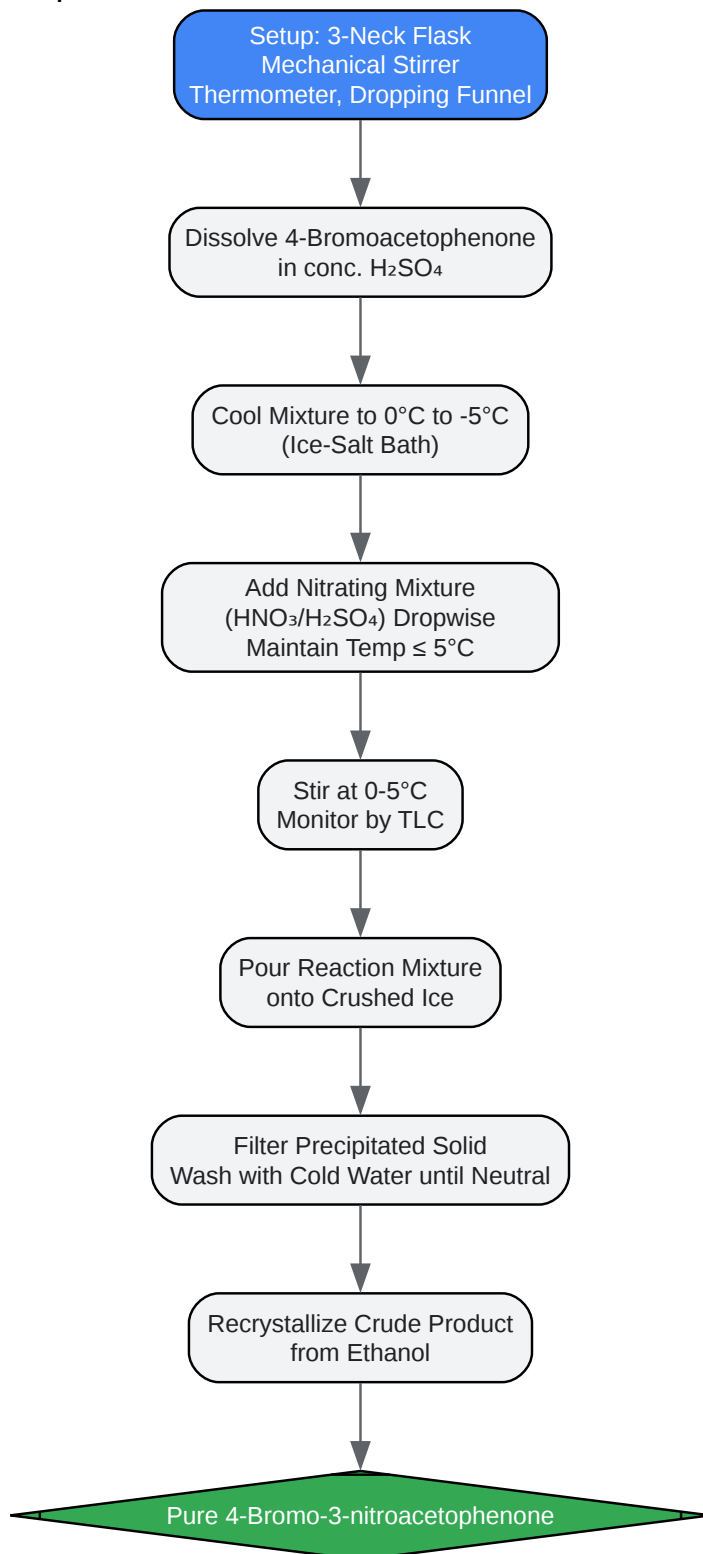 Setup: 3-Neck Flask
Mechanical Stirrer
Thermometer, Dropping Funnel
Dissolve 4-Bromoacetophenone
in conc. H₂SO₄
Cool Mixture to 0°C to -5°C
(Ice-Salt Bath)
Add Nitrating Mixture
(HNO₃/H₂SO₄) Dropwise
Maintain Temp ≤ 5°C
Stir at 0-5°C
Monitor by TLC
Pour Reaction Mixture
onto Crushed Ice
Filter Precipitated Solid
Wash with Cold Water until Neutral
Recrystallize Crude Product
from Ethanol
Pure 4-Bromo-3-nitroacetophenone